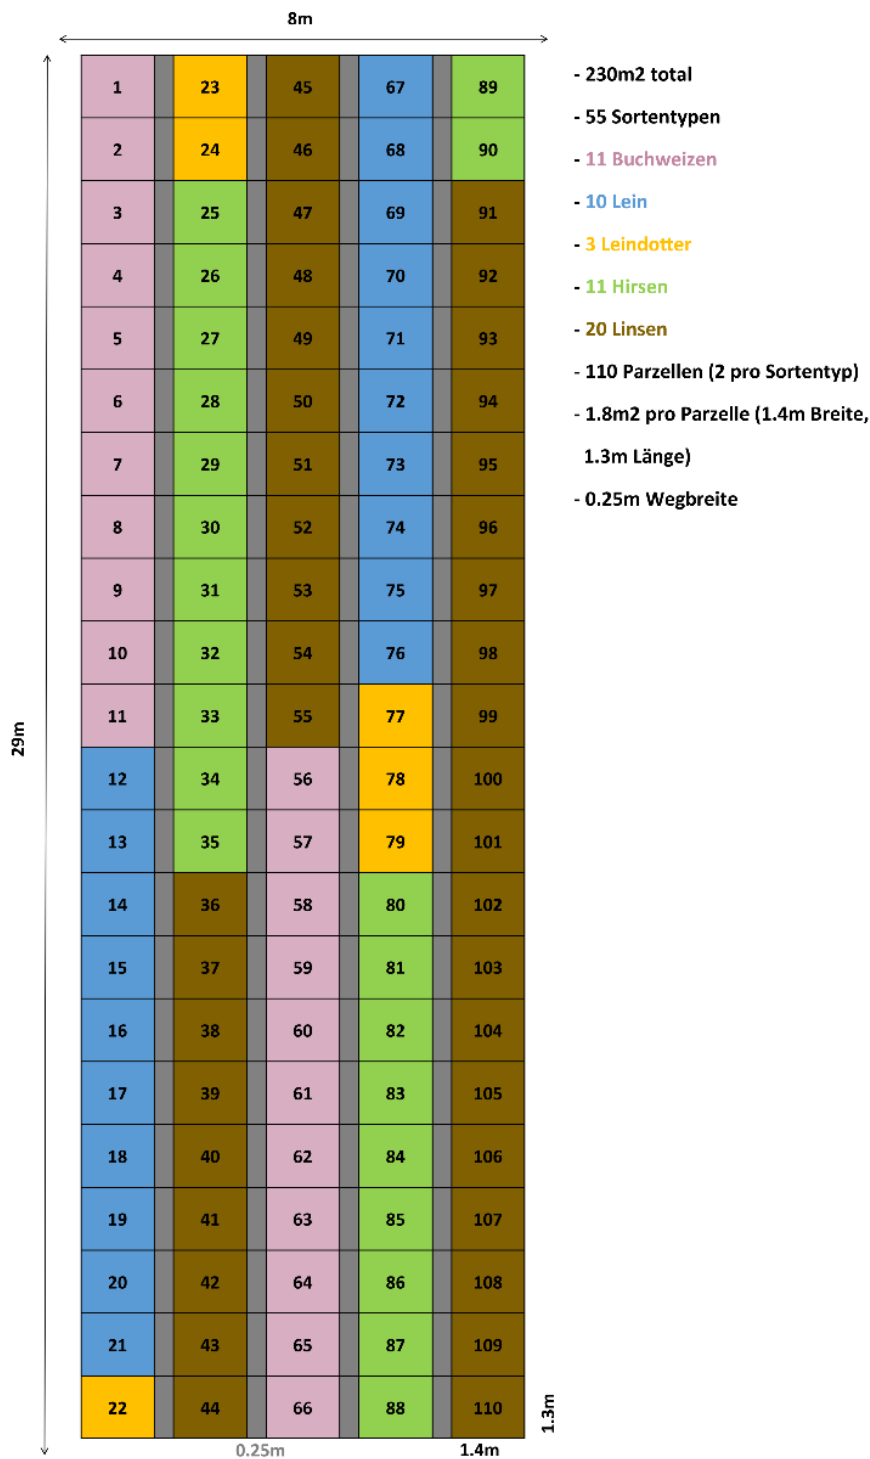 8m
29m
1 23 45 67 89
2 24 46 68 90
3 25 47 69 91
4 26 48 70 92
5 27 49 71 93
6 28 50 72 94
7 29 51 73 95
8 30 52 74 96
9 31 53 75 97
10 32 54 76 98
11 33 55 77 99
12 34 56 78 100
13 35 57 79 101
14 36 58 80 102
15 37 59 81 103
16 38 60 82 104
17 39 61 83 105
18 40 62 84 106
19 41 63 85 107
20 42 64 86 108
21 43 65 87 109
22 44 66 88 110
1.3m
0.25m 1.4m
- 230m2 total
- 55 Sortentypen
- 11 Buchweizen
- 10 Lein
- 3 Leindotter
- 11 Hirsen
- 20 Linsen
- 110 Parzellen (2 pro Sortentyp)
- 1.8m2 pro Parzelle (1.4m Breite,
1.3m Länge)
- 0.25m Wegbreite